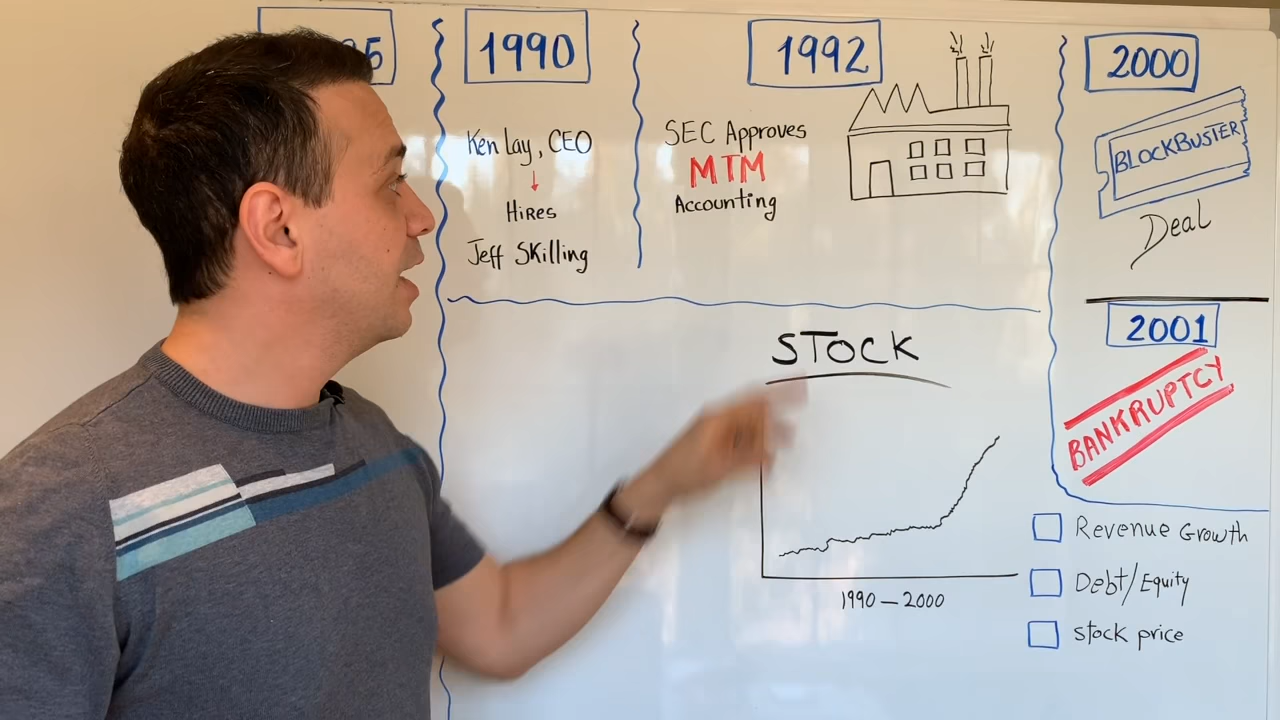 5
1990
Ken Lay, CEO
Hires
Jeff Skilling
1992
SEC Approves
MTM
Accounting
2000
BLOCKBUSTER
Deal
2001
BANKRUPTCY
STOCK
1990 – 2000
Revenue Growth
Debt/Equity
stock price